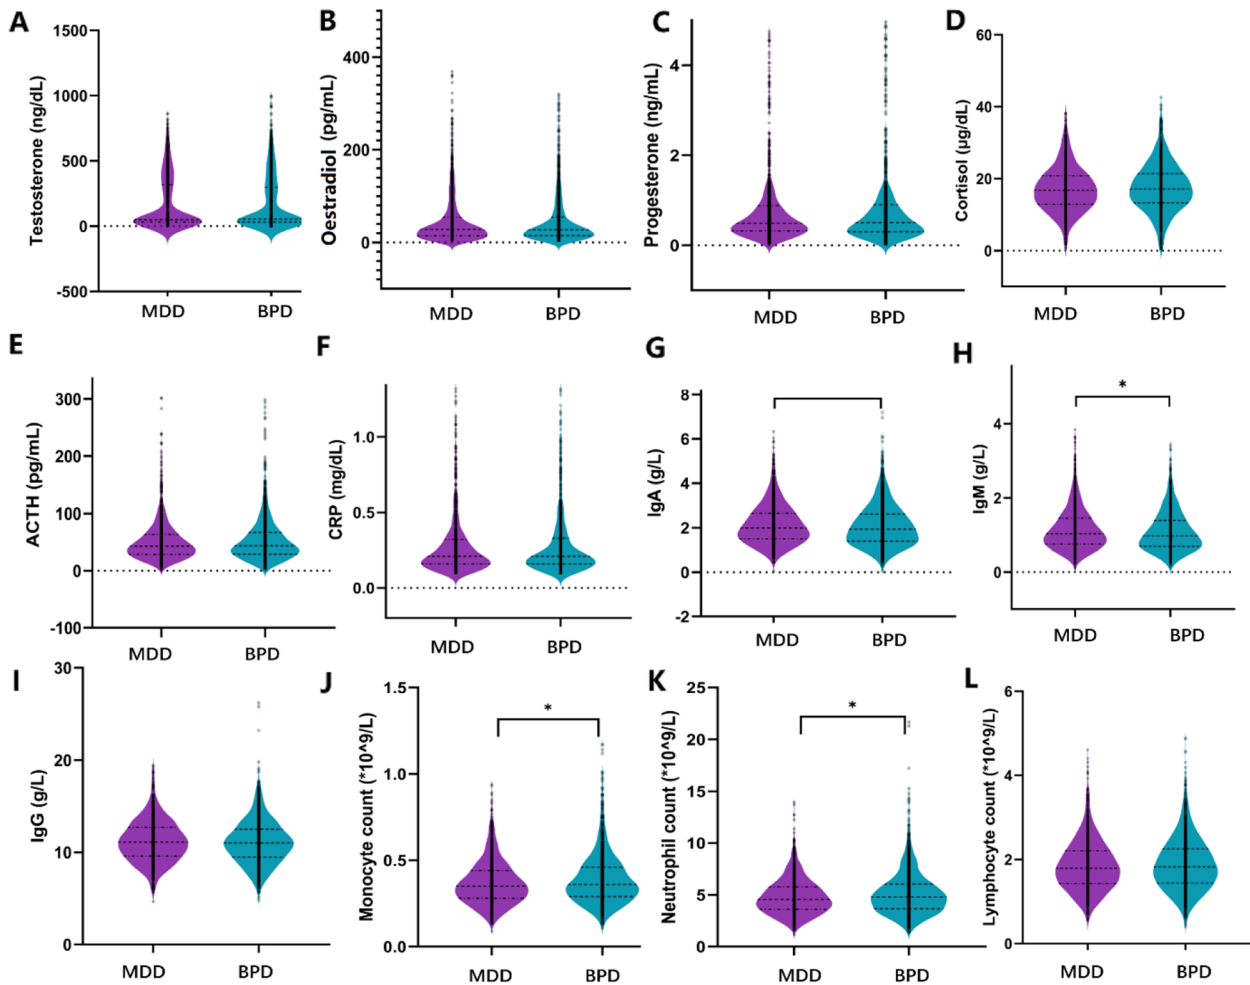 A
Testosterone (ng/dL)
1500
1000
500
0
-500
MDD BPD
B
Oestradiol (pg/mL)
400
200
0
MDD BPD
C
Progesterone (ng/mL)
4
2
0
MDD BPD
D
Cortisol (µg/dL)
60
40
20
0
MDD BPD
E
ACTH (pg/mL)
300
200
100
0
-100
MDD BPD
F
CRP (mg/dL)
1.0
0.5
0.0
MDD BPD
G
IgA (g/L)
8
6
4
2
0
-2
MDD BPD
H
IgM (g/L)
*
4
2
0
MDD BPD
I
IgG (g/L)
30
20
10
0
MDD BPD
J
Monocyte count (*10^9/L)
*
1.5
1.0
0.5
0.0
MDD BPD
K
Neutrophil count (*10^9/L)
*
25
20
15
10
5
0
MDD BPD
L
Lymphocyte count (*10^9/L)
6
4
2
0
MDD BPD